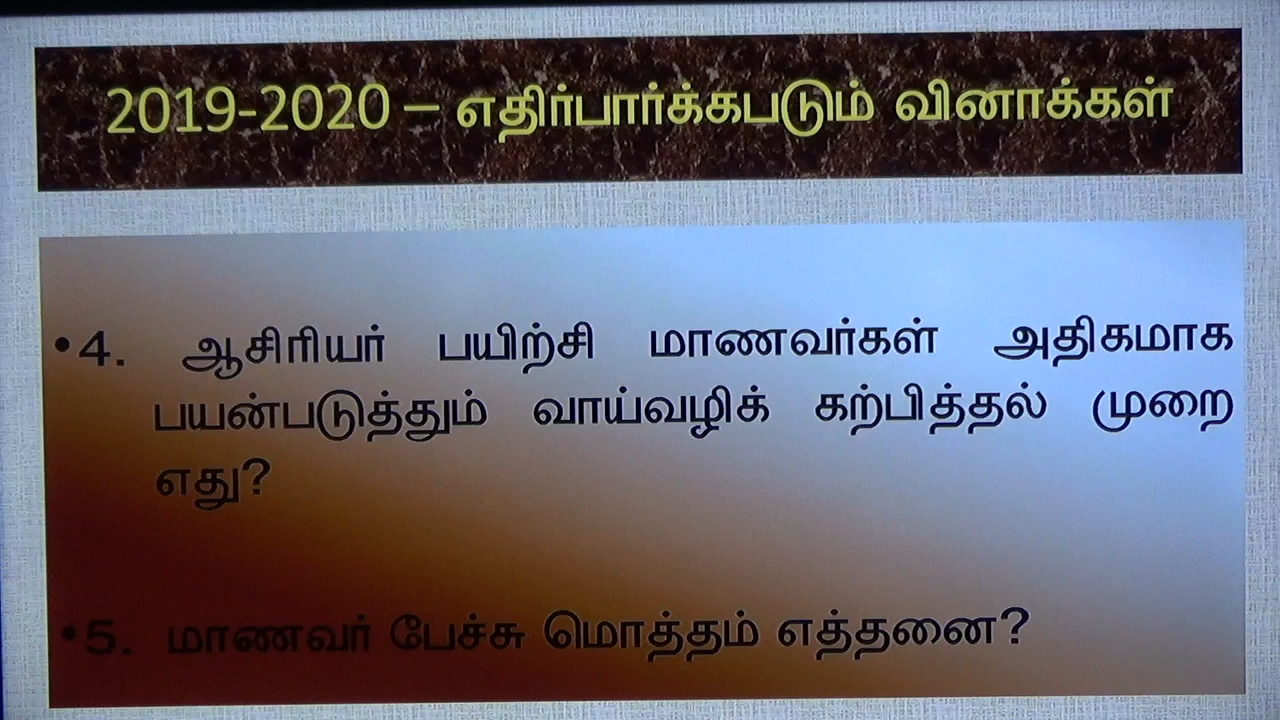 2019-2020 – எதிர்பார்க்கபடும் வினாக்கள்
•4. ஆசிரியர் பயிற்சி மாணவர்கள் அதிகமாக
பயன்படுத்தும் வாய்வழிக் கற்பித்தல் முறை
எது?
•5. மாணவர் பேச்சு மொத்தம் எத்தனை?